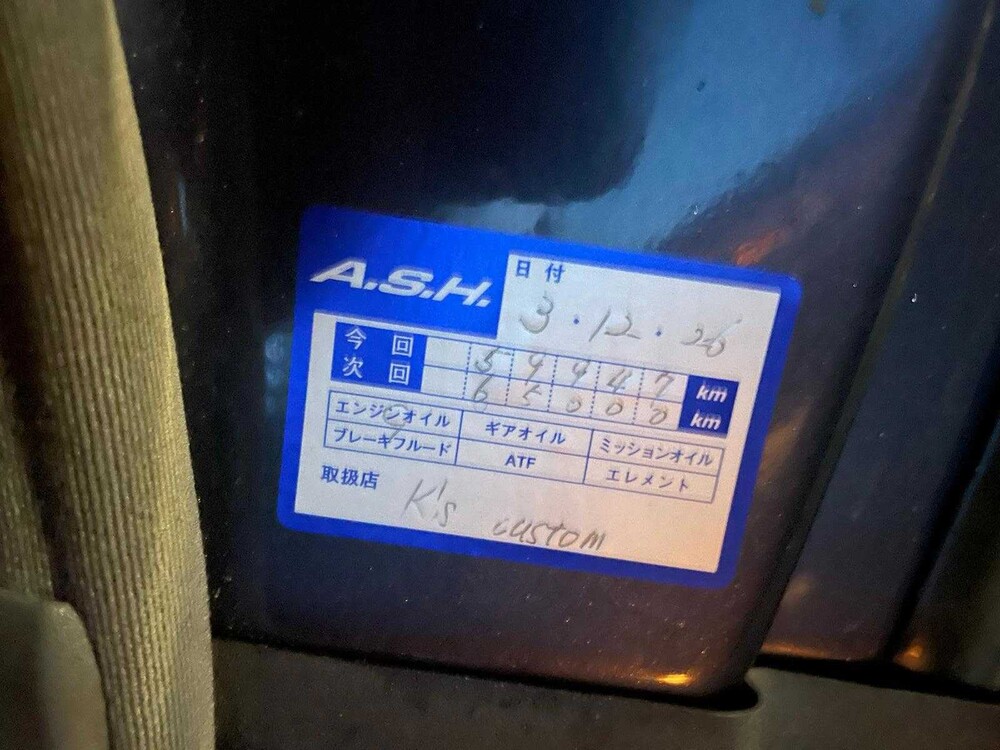 A.S.H.
日付
3・12・26
今回 59947 km
次回 65000 km
エンジンオイル ギアオイル ミッションオイル
ブレーキフルード ATF エレメント
取扱店
K's custom